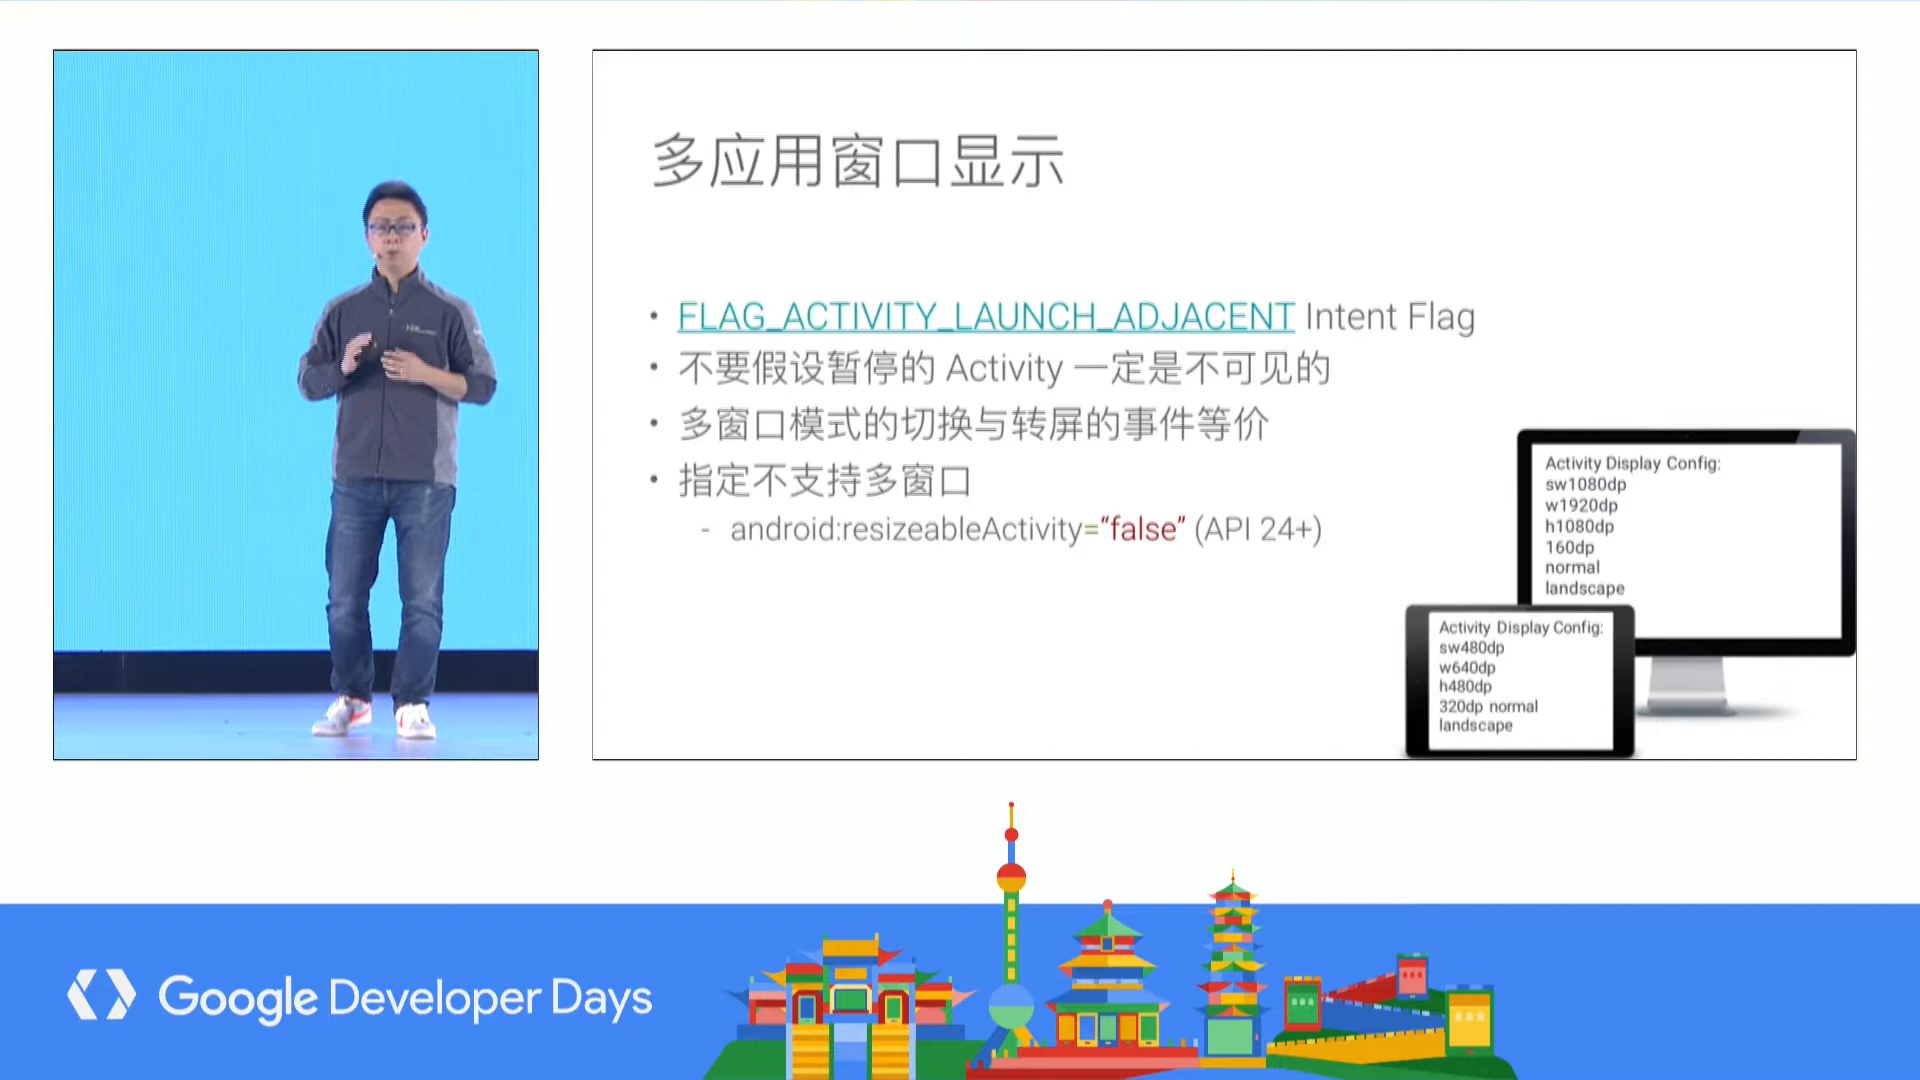 多应用窗口显示
• FLAG_ACTIVITY_LAUNCH_ADJACENT Intent Flag
• 不要假设暂停的 Activity 一定是不可见的
• 多窗口模式的切换与转屏的事件等价
• 指定不支持多窗口
- android:resizeableActivity=“false” (API 24+)
Activity Display Config:
sw1080dp
w1920dp
h1080dp
160dp
normal
landscape
Activity Display Config:
sw480dp
w640dp
h480dp
320dp normal
landscape
Google Developer Days